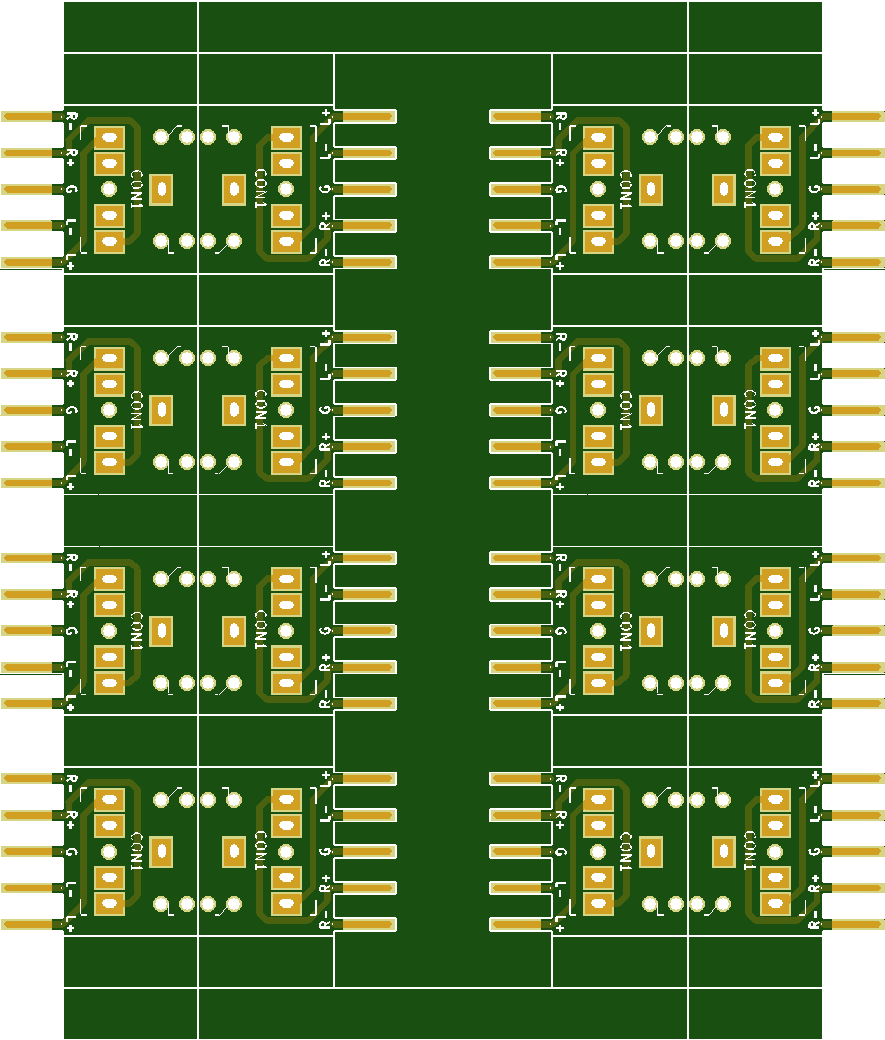 R- L+ R- L+
R+ L- R+ L-
G CON1 CON1 G G CON1 CON1 G
L- R+ L- R+
L+ R- L+ R-
R- L+ R- L+
R+ L- R+ L-
G CON1 CON1 G G CON1 CON1 G
L- R+ L- R+
L+ R- L+ R-
R- L+ R- L+
R+ L- R+ L-
G CON1 CON1 G G CON1 CON1 G
L- R+ L- R+
L+ R- L+ R-
R- L+ R- L+
R+ L- R+ L-
G CON1 CON1 G G CON1 CON1 G
L- R+ L- R+
L+ R- L+ R-